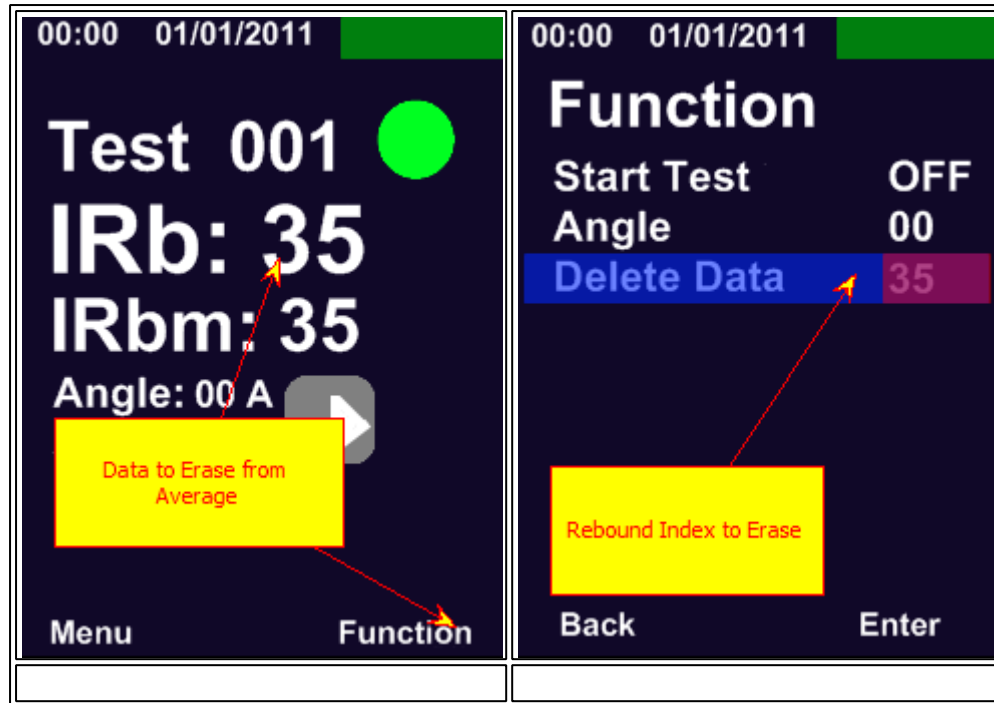 00:00 01/01/2011
Test 001
IRb: 35
IRbm: 35
Angle: 00 A
Data to Erase from
Average
Menu Function
00:00 01/01/2011
Function
Start Test OFF
Angle 00
Delete Data 35
Rebound Index to Erase
Back Enter